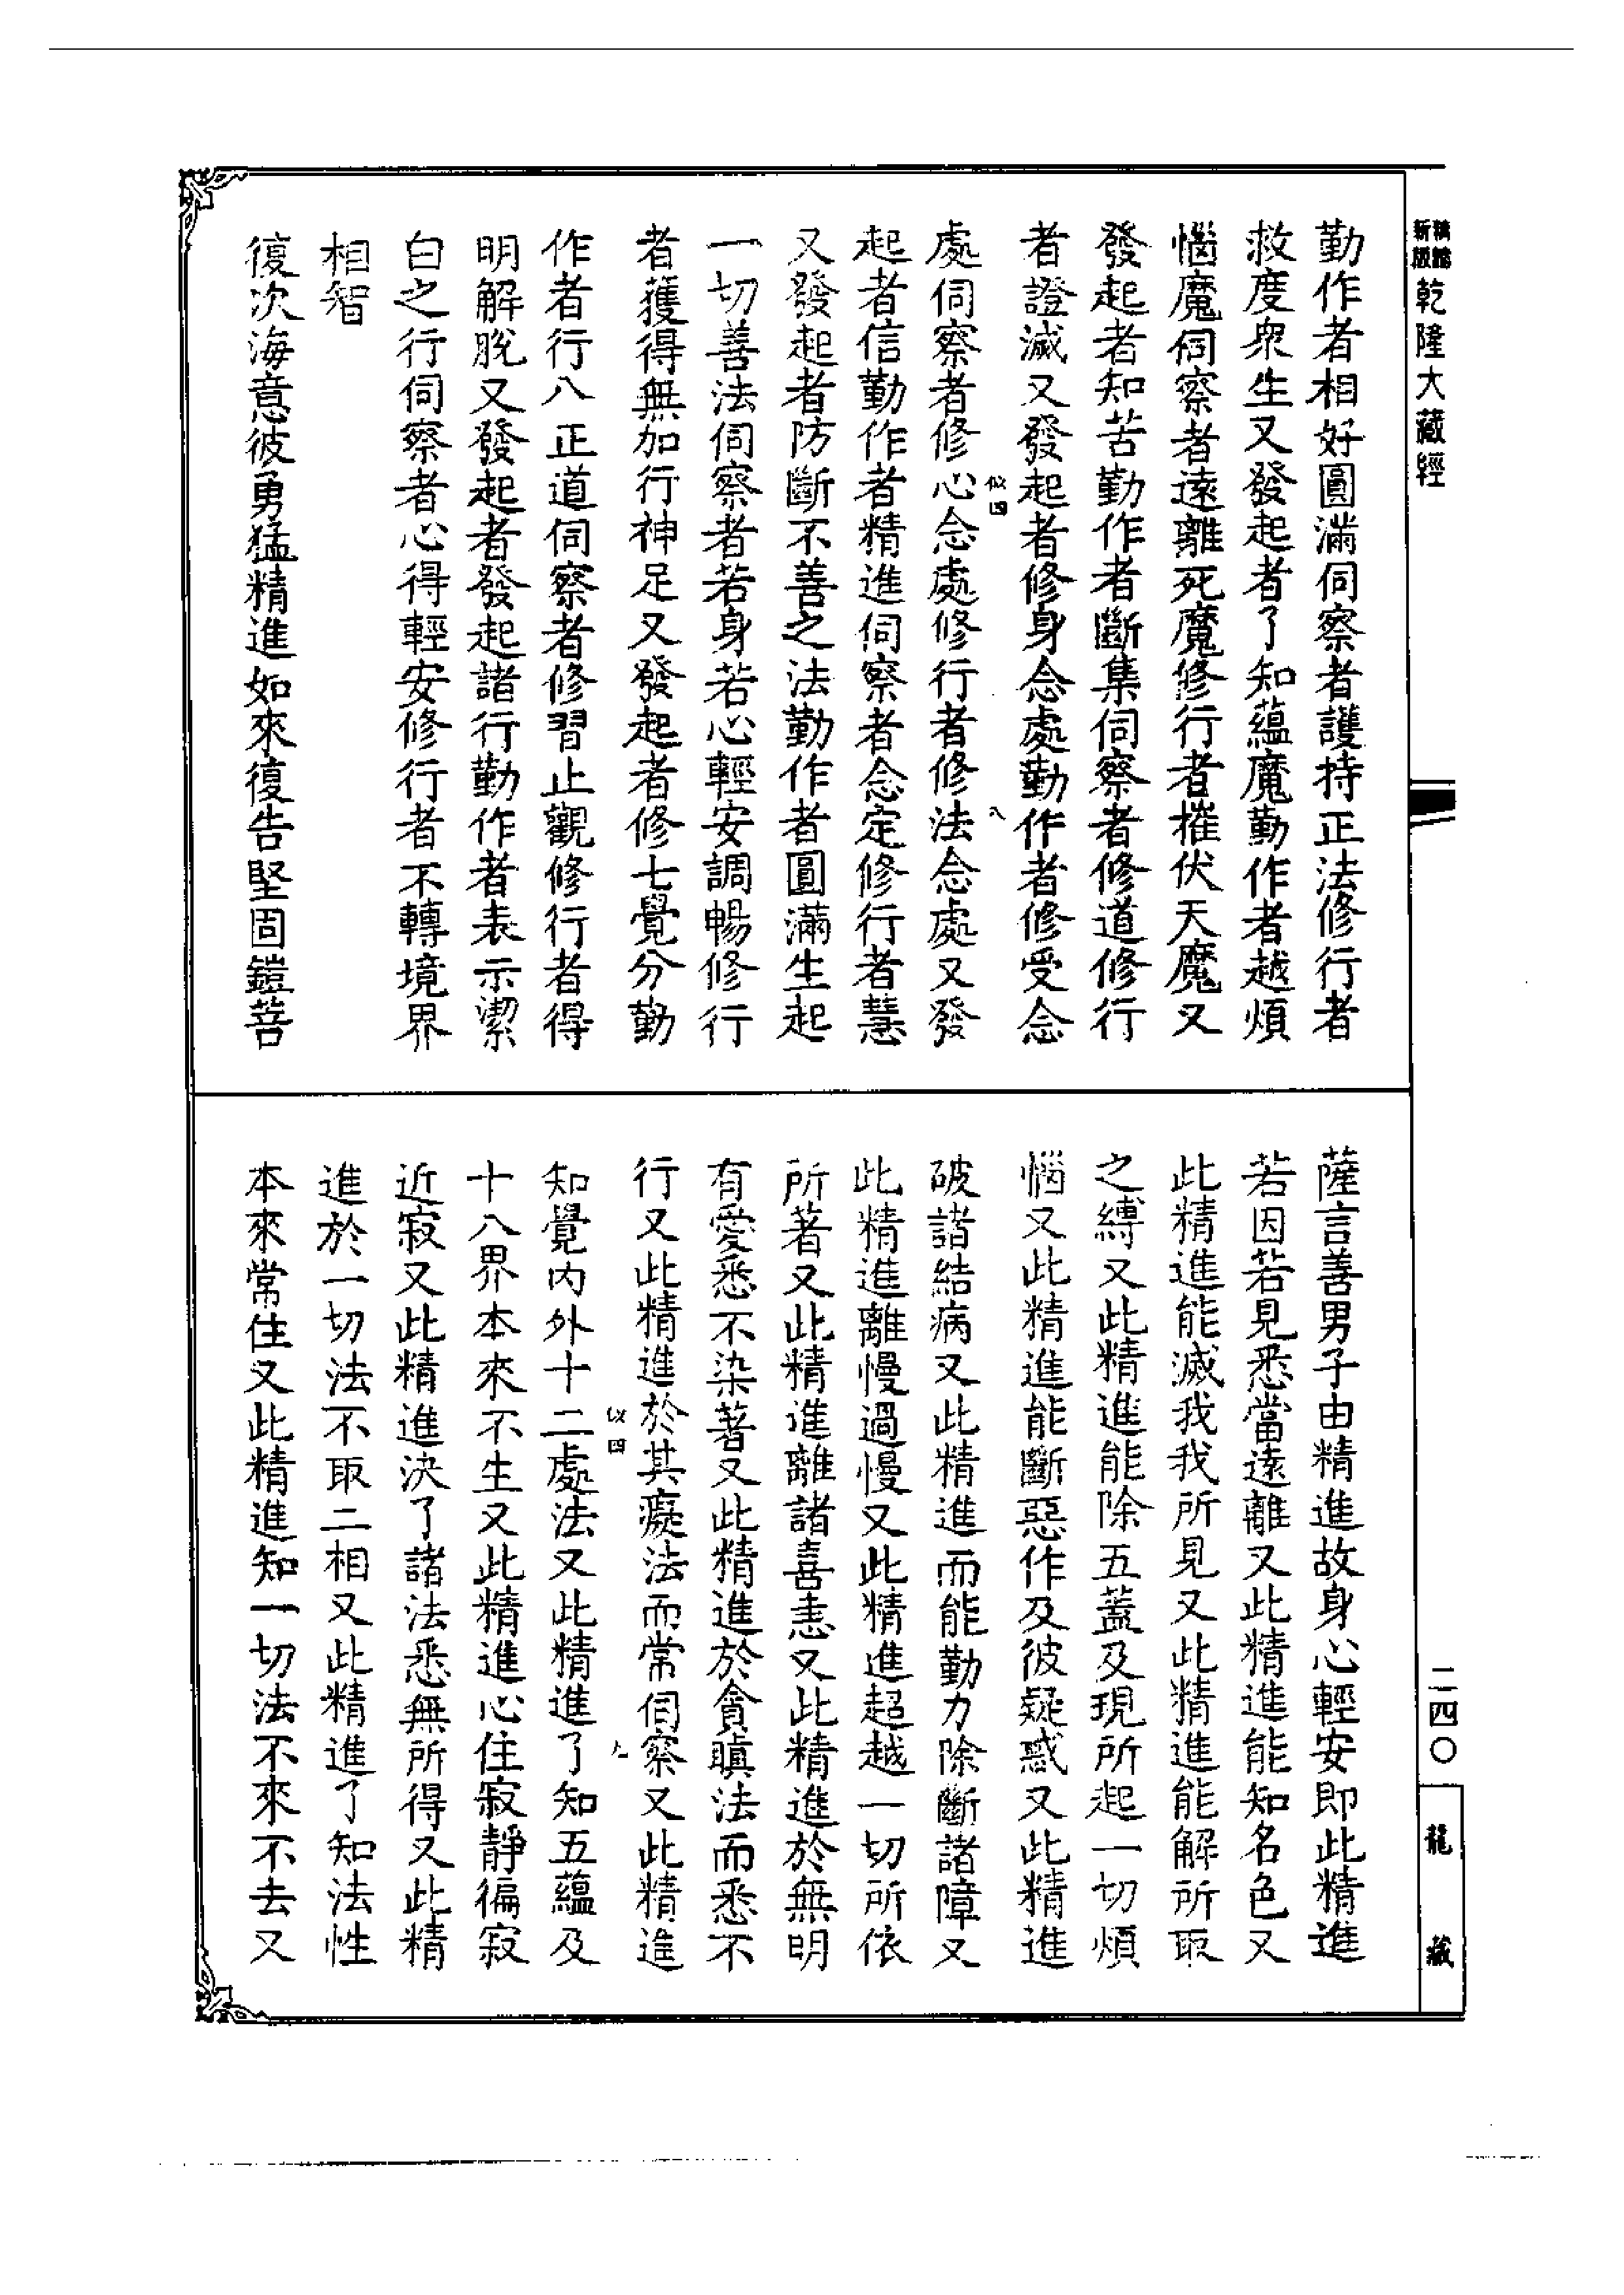 新版
乾隆大藏經
勤作者相好圓滿伺察者護持正法修行者
救度衆生又發起者了知蘊魔勤作者越煩
惱魔伺察者遠離死魔修行者摧伏天魔又
發起者知苦勤作者斷集伺察者修道修行
者證滅又發起者修身念處勤作者修受念
處伺察者修心念處修行者修法念處又發
起者信勤作者精進伺察者念定修行者慧
又發起者防斷不善之法勤作者圓滿生起
一切善法伺察者若身若心輕安調暢修行
者獲得無加行神足又發起者修七覺分勤
作者行八正道伺察者修習止觀修行者得
明解脫又發起者發起諸行勤作者表示潔
白之行伺察者心得輕安修行者不轉境界
相智
復次海意彼勇猛精進如來復告堅固鎧菩
薩言善男子由精進故身心輕安即此精進
若因若見悉當遠離又此精進能知名色又
此精進能滅我我所見又此精進能解所取
之縛又此精進能除五蓋及現所起一切煩
惱又此精進能斷惡作及彼疑惑又此精進
破諸結病又此精進而能勤力除斷諸障又
此精進離慢過慢又此精進超越一切所依
所著又此精進離諸喜恚又此精進於無明
有愛悉不染著又此精進於貪瞋法而悉不
行又此精進於其癡法而常伺察又此精進
知覺內外十二處法又此精進了知五蘊及
十八界本來不生又此精進心住寂靜徧寂
近寂又此精進決了諸法悉無所得又此精
進於一切法不取二相又此精進了知法性
本來常住又此精進知一切法不來不去又
二四〇
龍藏